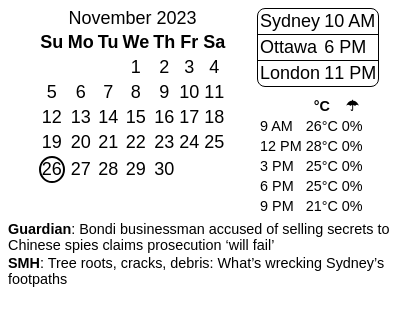 November 2023
Su Mo Tu We Th Fr Sa
1 2 3 4
5 6 7 8 9 10 11
12 13 14 15 16 17 18
19 20 21 22 23 24 25
26 27 28 29 30
Sydney 10 AM
Ottawa 6 PM
London 11 PM
°C ☂
9 AM 26°C 0%
12 PM 28°C 0%
3 PM 25°C 0%
6 PM 25°C 0%
9 PM 21°C 0%
Guardian: Bondi businessman accused of selling secrets to
Chinese spies claims prosecution ‘will fail’
SMH: Tree roots, cracks, debris: What’s wrecking Sydney’s
footpaths